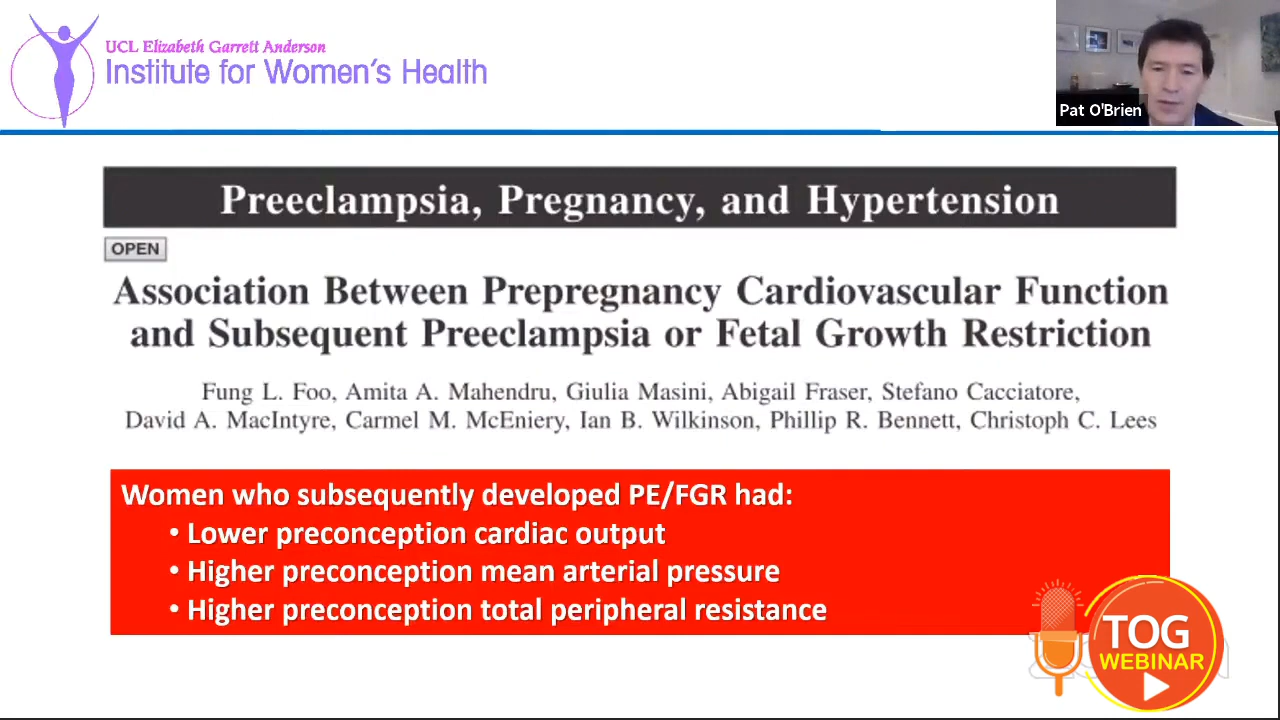 UCL Elizabeth Garrett Anderson
Institute for Women's Health
Pat O'Brien
Preeclampsia, Pregnancy, and Hypertension
OPEN
Association Between Prepregnancy Cardiovascular Function
and Subsequent Preeclampsia or Fetal Growth Restriction
Fung L. Foo, Amita A. Mahendru, Giulia Masini, Abigail Fraser, Stefano Cacciatore,
David A. MacIntyre, Carmel M. McEniery, Ian B. Wilkinson, Phillip R. Bennett, Christoph C. Lees
Women who subsequently developed PE/FGR had:
• Lower preconception cardiac output
• Higher preconception mean arterial pressure
• Higher preconception total peripheral resistance
TOG
WEBINAR